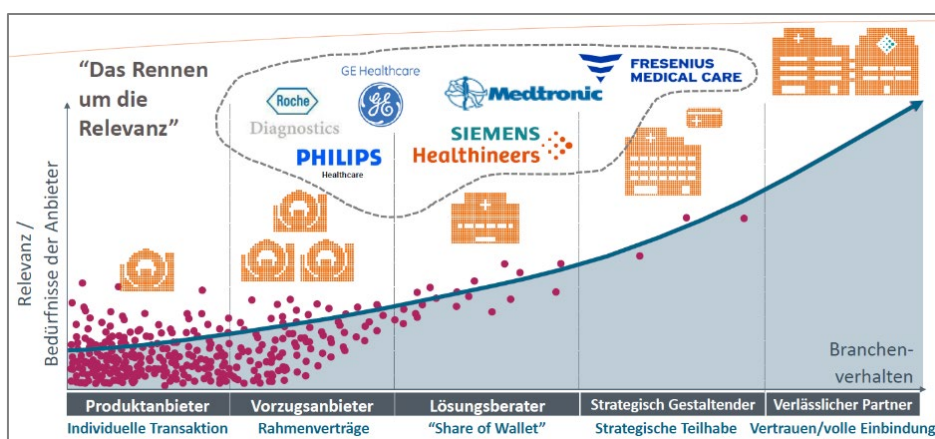 "Das Rennen
um die
Relevanz"
Roche
Diagnostics
GE Healthcare
GE
PHILIPS
Healthcare
Medtronic
SIEMENS
Healthineers
FRESENIUS
MEDICAL CARE
Relevanz /
Bedürfnisse der Anbieter
Branchen-
verhalten
Produktanbieter
Vorzugsanbieter
Lösungsberater
Strategisch Gestaltender
Verlässlicher Partner
Individuelle Transaktion
Rahmenverträge
"Share of Wallet"
Strategische Teilhabe
Vertrauen/volle Einbindung